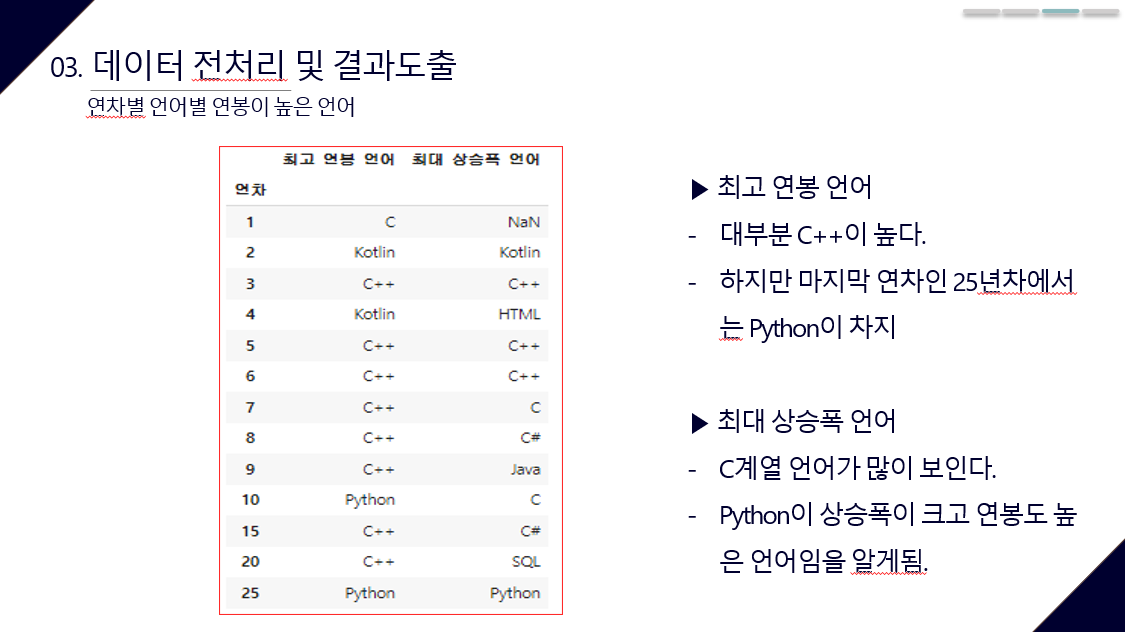 03. 데이터 전처리 및 결과도출
연차별 언어별 연봉이 높은 언어
최고 연봉 언어 최대 상승폭 언어
연차
1 C NaN
2 Kotlin Kotlin
3 C++ C++
4 Kotlin HTML
5 C++ C++
6 C++ C++
7 C++ C
8 C++ C#
9 C++ Java
10 Python C
15 C++ C#
20 C++ SQL
25 Python Python
▶ 최고 연봉 언어
- 대부분 C++이 높다.
- 하지만 마지막 연차인 25년차에서
는 Python이 차지
▶ 최대 상승폭 언어
- C계열 언어가 많이 보인다.
- Python이 상승폭이 크고 연봉도 높
은 언어임을 알게됨.